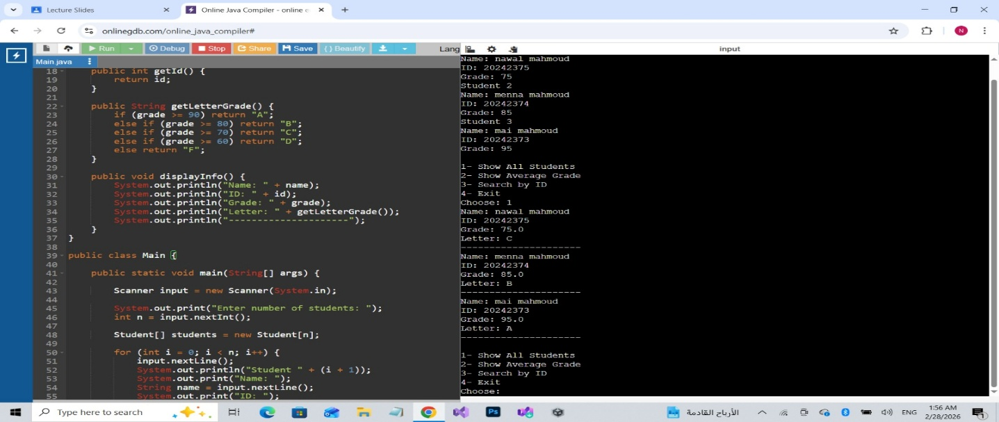 Lecture Slides
Online Java Compiler - online e
onlinegdb.com/online_java_compiler#
N
Run
Debug
Stop
Share
Save
{ } Beautify
Lang
input
Main.java
18 public int getId() {
19 return id;
20 }
21
22 public String getLetterGrade() {
23 if (grade >= 90) return "A";
24 else if (grade >= 80) return "B";
25 else if (grade >= 70) return "C";
26 else if (grade >= 60) return "D";
27 else return "F";
28 }
29
30 public void displayInfo() {
31 System.out.println("Name: " + name);
32 System.out.println("ID: " + id);
33 System.out.println("Grade: " + grade);
34 System.out.println("Letter: " + getLetterGrade());
35 System.out.println("---------------------");
36 }
37 }
38
39 public class Main {
40
41 public static void main(String[] args) {
42
43 Scanner input = new Scanner(System.in);
44
45 System.out.print("Enter number of students: ");
46 int n = input.nextInt();
47
48 Student[] students = new Student[n];
49
50 for (int i = 0; i < n; i++) {
51 input.nextLine();
52 System.out.println("Student " + (i + 1));
53 System.out.print("Name: ");
54 String name = input.nextLine();
55 System.out.print("ID: ");
Name: nawal mahmoud
ID: 20242375
Grade: 75
Student 2
Name: menna mahmoud
ID: 20242374
Grade: 85
Student 3
Name: mai mahmoud
ID: 20242373
Grade: 95
1- Show All Students
2- Show Average Grade
3- Search by ID
4- Exit
Choose: 1
Name: nawal mahmoud
ID: 20242375
Grade: 75.0
Letter: C
---------------------
Name: menna mahmoud
ID: 20242374
Grade: 85.0
Letter: B
---------------------
Name: mai mahmoud
ID: 20242373
Grade: 95.0
Letter: A
---------------------
1- Show All Students
2- Show Average Grade
3- Search by ID
4- Exit
Choose:
Type here to search
Ps
الأرباح القادمة
ENG
1:56 AM
2/28/2026
1